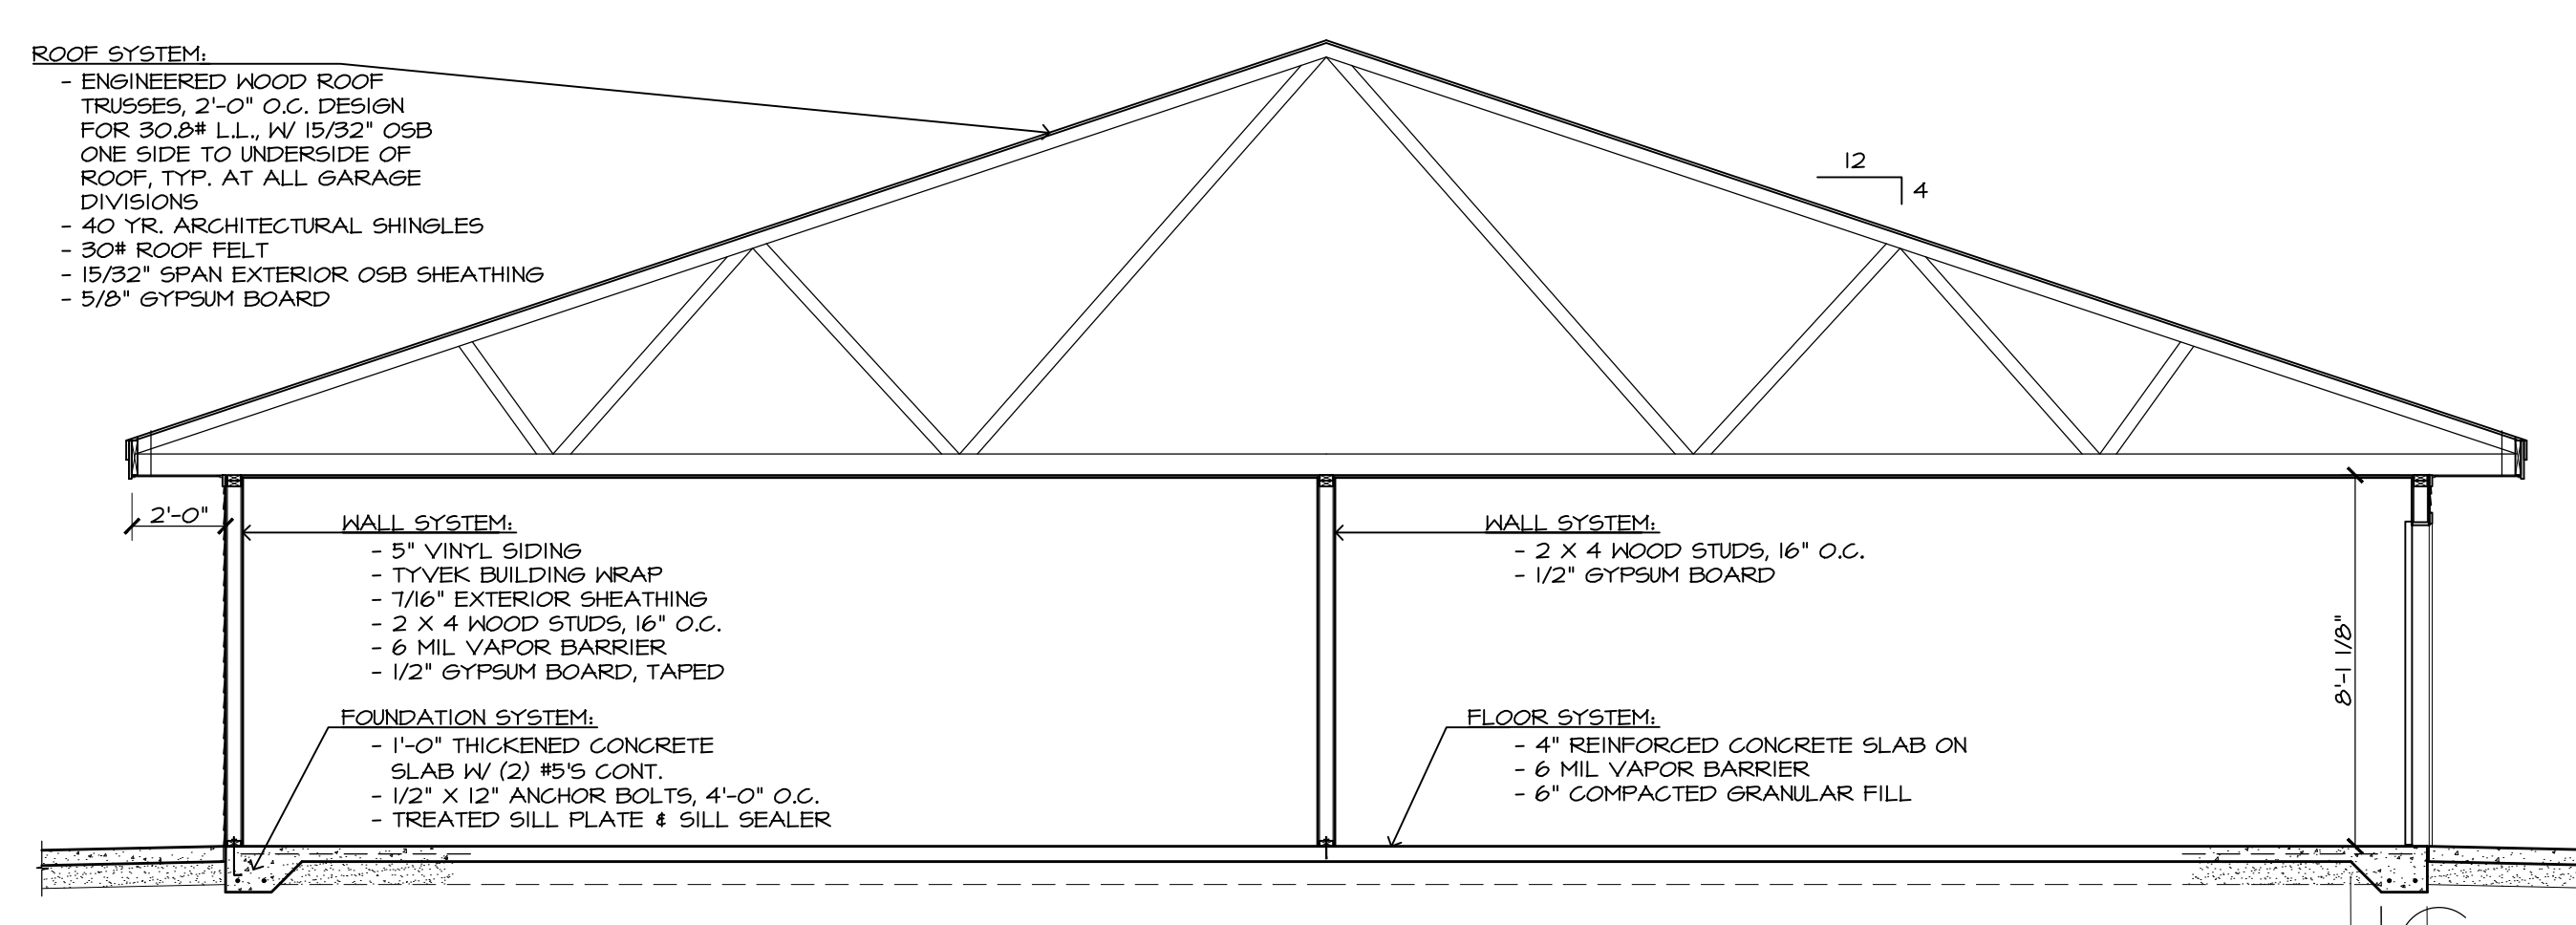 ROOF SYSTEM:
- ENGINEERED WOOD ROOF
TRUSSES, 2'-0" O.C. DESIGN
FOR 30.8# L.L., W/ 15/32" OSB
ONE SIDE TO UNDERSIDE OF
ROOF, TYP. AT ALL GARAGE
DIVISIONS
- 40 YR. ARCHITECTURAL SHINGLES
- 30# ROOF FELT
- 15/32" SPAN EXTERIOR OSB SHEATHING
- 5/8" GYPSUM BOARD
12
4
2'-0"
WALL SYSTEM:
- 5" VINYL SIDING
- TYVEK BUILDING WRAP
- 7/16" EXTERIOR SHEATHING
- 2 X 4 WOOD STUDS, 16" O.C.
- 6 MIL VAPOR BARRIER
- 1/2" GYPSUM BOARD, TAPED
WALL SYSTEM:
- 2 X 4 WOOD STUDS, 16" O.C.
- 1/2" GYPSUM BOARD
8'-1 1/8"
FOUNDATION SYSTEM:
- 1'-0" THICKENED CONCRETE
SLAB W/ (2) #5'S CONT.
- 1/2" X 12" ANCHOR BOLTS, 4'-0" O.C.
- TREATED SILL PLATE & SILL SEALER
FLOOR SYSTEM:
- 4" REINFORCED CONCRETE SLAB ON
- 6 MIL VAPOR BARRIER
- 6" COMPACTED GRANULAR FILL